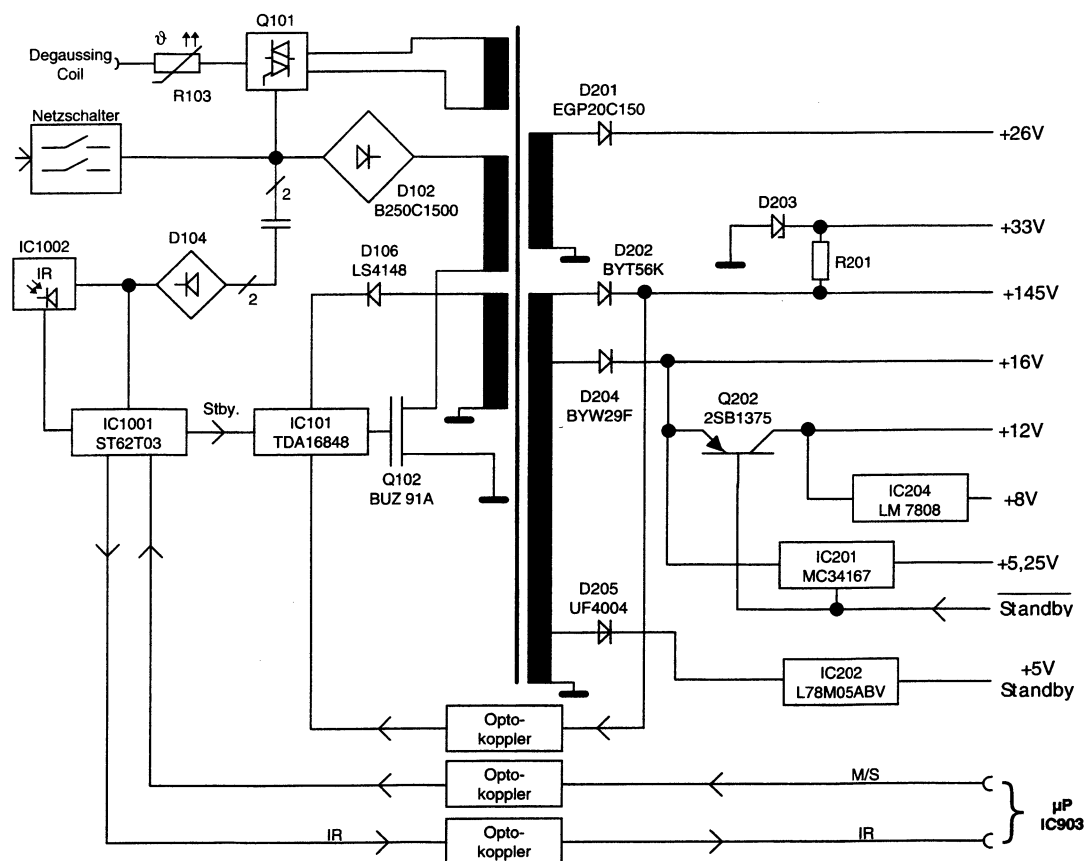 Q101
ϑ
Degaussing
Coil
R103
Netzschalter
2
D102
B250C1500
D201
EGP20C150
+26V
D203
+33V
R201
IC1002
IR
D104
2
D106
LS4148
D202
BYT56K
+145V
+16V
D204
BYW29F
Q202
2SB1375
+12V
IC1001
ST62T03
Stby.
IC101
TDA16848
Q102
BUZ 91A
IC204
LM 7808
+8V
IC201
MC34167
+5,25V
Standby
D205
UF4004
IC202
L78M05ABV
+5V
Standby
Opto-
koppler
Opto-
koppler
M/S
IR
Opto-
koppler
IR
µP
IC903